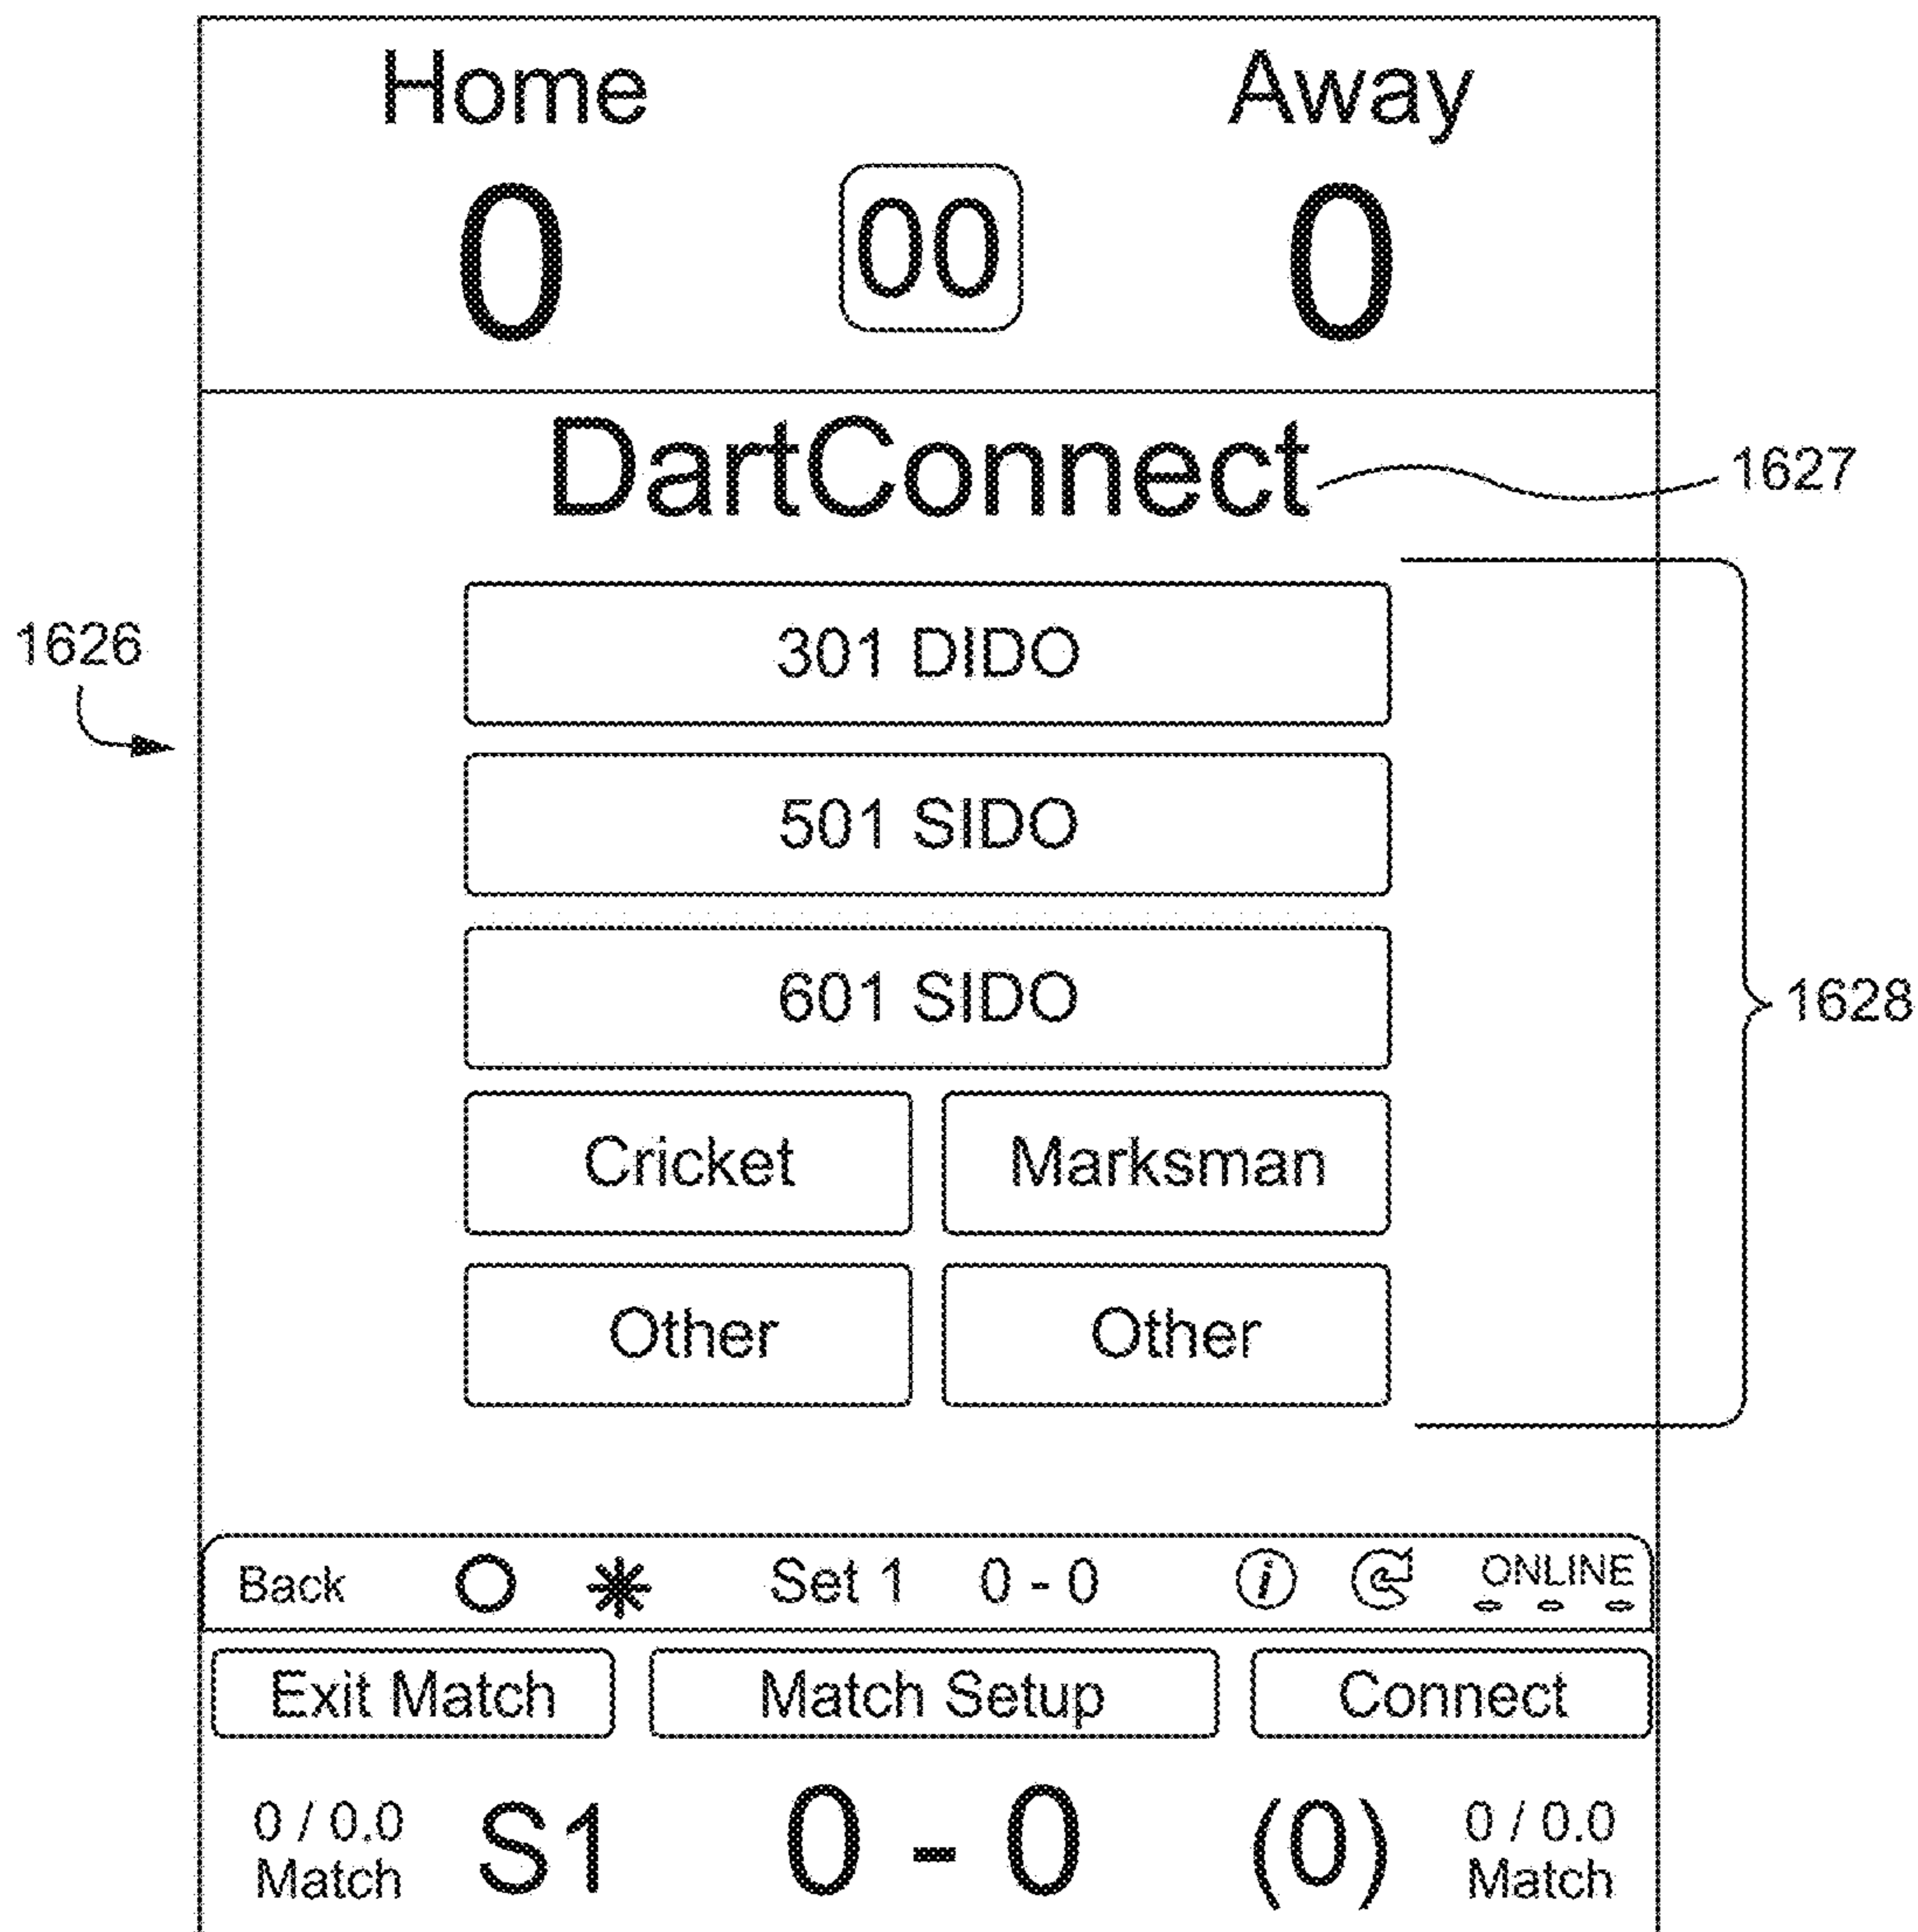 Home Away
0 00 0
DartConnect 1627
301 DIDO
1626
501 SIDO
601 SIDO
1628
Cricket Marksman
Other Other
Back Set 1 0 - 0 i ONLINE
Exit Match Match Setup Connect
0 / 0.0 S1 0 - 0 (0) 0 / 0.0
Match Match